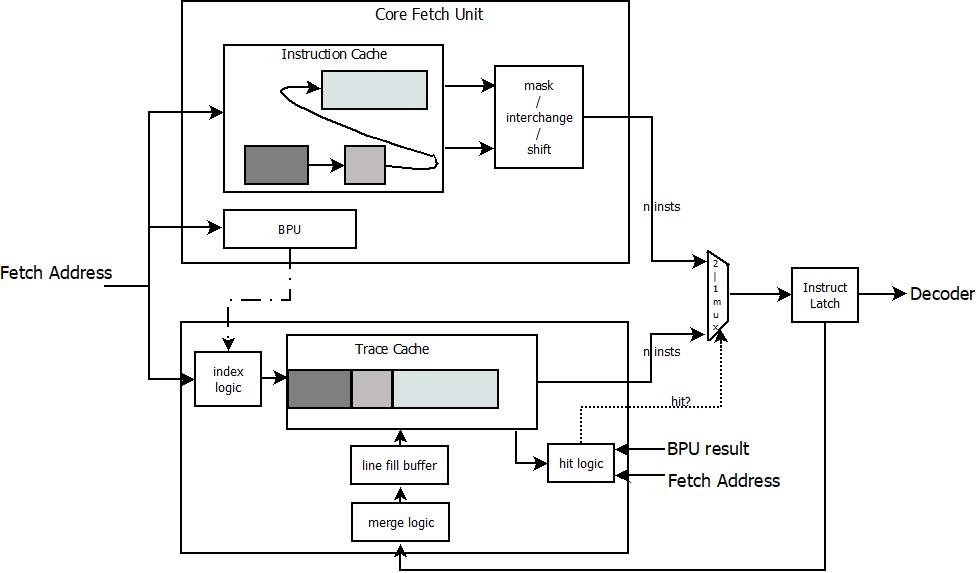 Core Fetch Unit
Instruction Cache
mask
/
interchange
/
shift
n insts
BPU
Fetch Address
2
|
1
m
u
x
Instruct
Latch
Decoder
Trace Cache
index
logic
n insts
hit?
BPU result
line fill buffer
hit logic
Fetch Address
merge logic